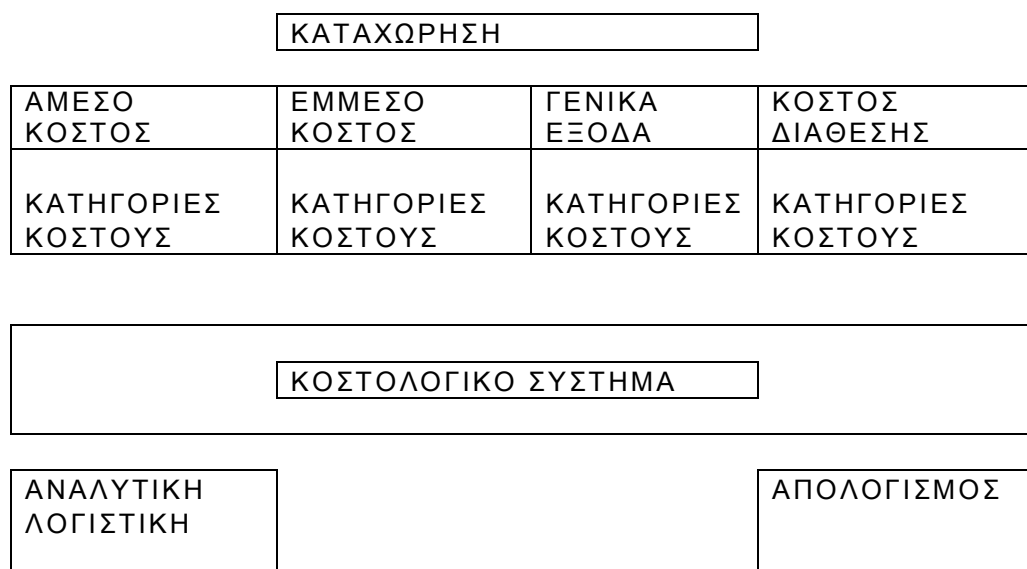 ΚΑΤΑΧΩΡΗΣΗ
ΑΜΕΣΟ ΚΟΣΤΟΣ
ΕΜΜΕΣΟ ΚΟΣΤΟΣ
ΓΕΝΙΚΑ ΕΞΟΔΑ
ΚΟΣΤΟΣ ΔΙΑΘΕΣΗΣ
ΚΑΤΗΓΟΡΙΕΣ ΚΟΣΤΟΥΣ
ΚΑΤΗΓΟΡΙΕΣ ΚΟΣΤΟΥΣ
ΚΑΤΗΓΟΡΙΕΣ ΚΟΣΤΟΥΣ
ΚΑΤΗΓΟΡΙΕΣ ΚΟΣΤΟΥΣ
ΚΟΣΤΟΛΟΓΙΚΟ ΣΥΣΤΗΜΑ
ΑΝΑΛΥΤΙΚΗ ΛΟΓΙΣΤΙΚΗ
ΑΠΟΛΟΓΙΣΜΟΣ